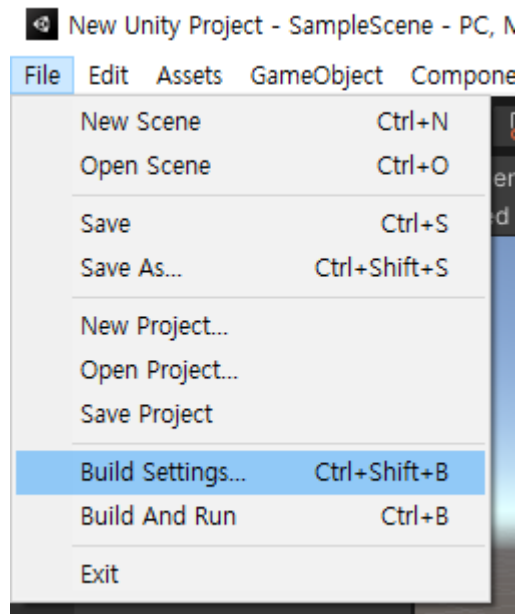 New Unity Project - SampleScene - PC,
File Edit Assets GameObject Compone
New Scene Ctrl+N
Open Scene Ctrl+O
Save Ctrl+S
Save As... Ctrl+Shift+S
New Project...
Open Project...
Save Project
Build Settings... Ctrl+Shift+B
Build And Run Ctrl+B
Exit